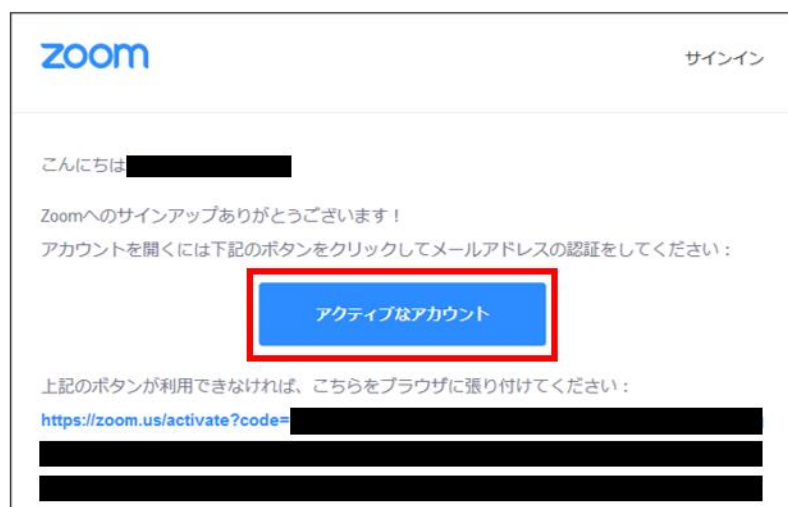 zoom
サインイン
こんにちは
Zoomへのサインアップありがとうございます！
アカウントを開くには下記のボタンをクリックしてメールアドレスの認証をしてください：
アクティブなアカウント
上記のボタンが利用できなければ、こちらをブラウザに張り付けてください：
https://zoom.us/activate?code=